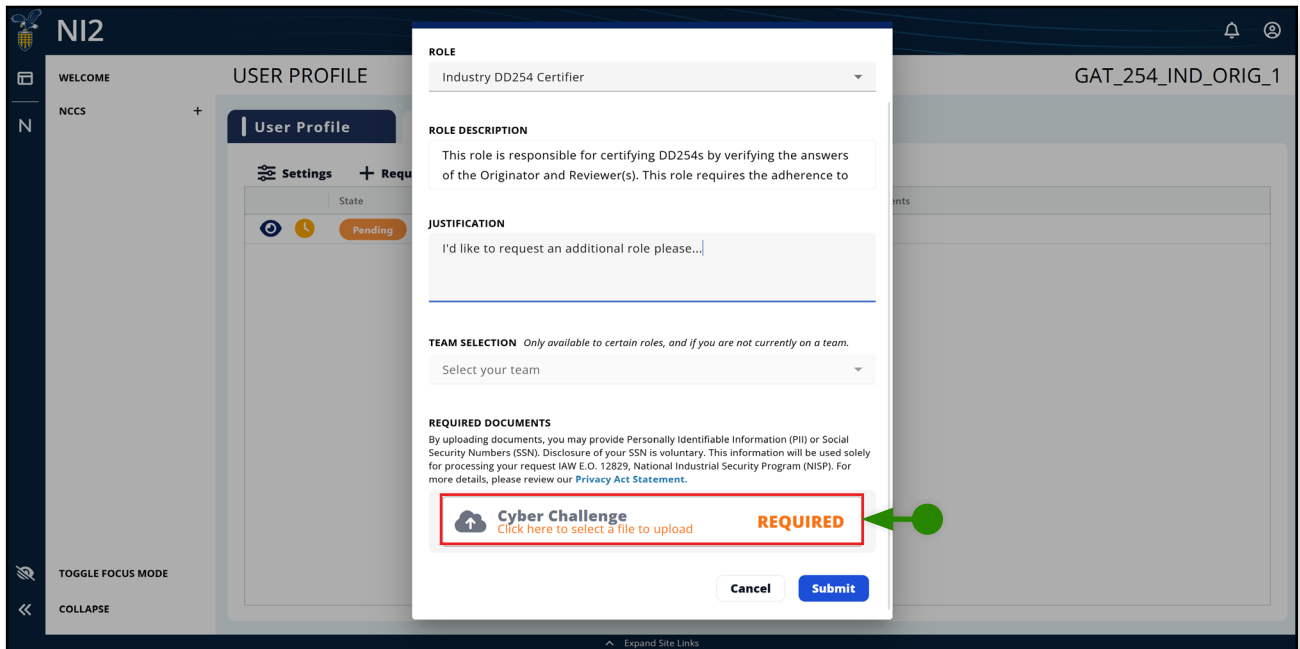 NI2
WELCOME
NCCS +
N
TOGGLE FOCUS MODE
COLLAPSE
USER PROFILE
GAT_254_IND_ORIG_1
User Profile
Settings
+ Requ
State
ents
Pending
ROLE
Industry DD254 Certifier
ROLE DESCRIPTION
This role is responsible for certifying DD254s by verifying the answers
of the Originator and Reviewer(s). This role requires the adherence to
JUSTIFICATION
I'd like to request an additional role please...
TEAM SELECTION Only available to certain roles, and if you are not currently on a team.
Select your team
REQUIRED DOCUMENTS
By uploading documents, you may provide Personally Identifiable Information (PII) or Social
Security Numbers (SSN). Disclosure of your SSN is voluntary. This information will be used solely
for processing your request IAW E.O. 12829, National Industrial Security Program (NISP). For
more details, please review our Privacy Act Statement.
Cyber Challenge
Click here to select a file to upload
REQUIRED
Cancel
Submit
Expand Site Links